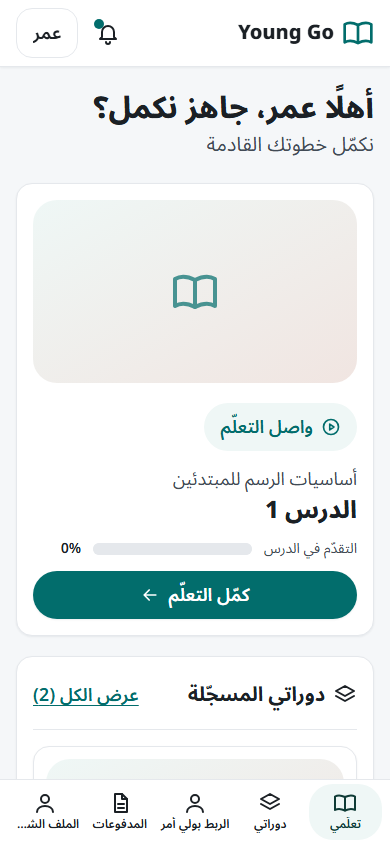 Young Go
عمر
أهلًا عمر، جاهز نكمل؟
نكمّل خطوتك القادمة
واصل التعلّم
أساسيات الرسم للمبتدئين
الدرس 1
التقدّم في الدرس 0%
كمّل التعلّم ←
دوراتي المسجّلة
عرض الكل (2)
تعلّمي
دوراتي
الربط بولي أمر
المدفوعات
الملف الشـ...